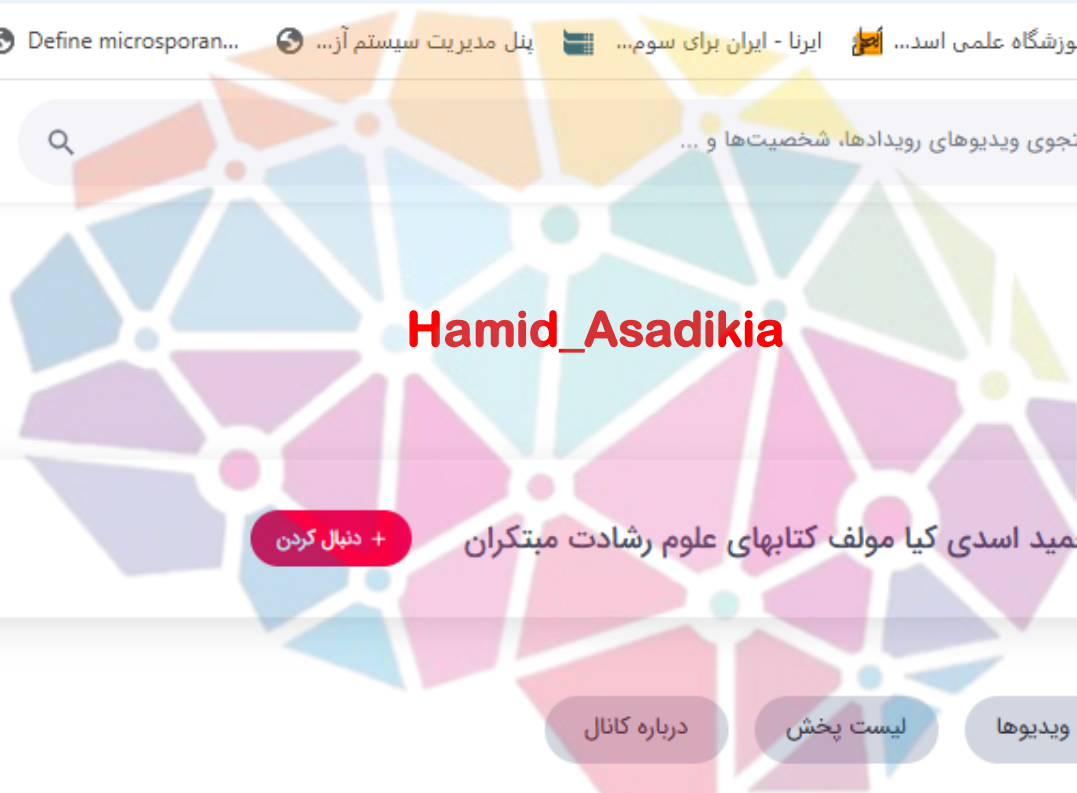 وزشگاه علمی اسد... ایرنا - ایران برای سوم... پنل مدیریت سیستم آز... Define microsporan...
تجوی ویدیوهای رویدادها، شخصیت‌ها و ...
Hamid_Asadikia
مید اسدی کیا مولف کتابهای علوم رشادت مبتکران + دنبال کردن
ویدیوها لیست پخش درباره کانال